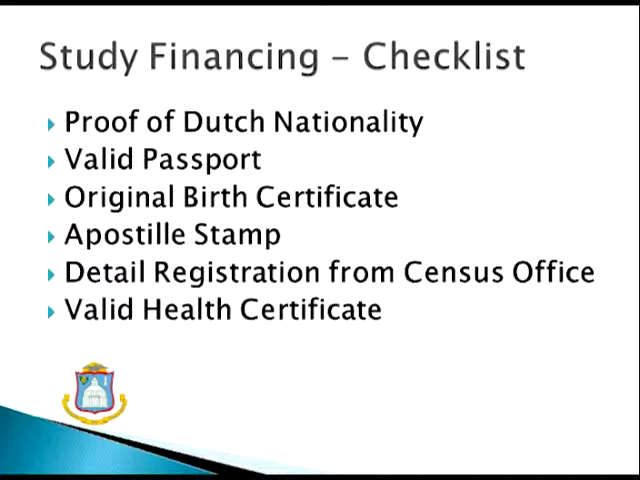 Study Financing – Checklist
Proof of Dutch Nationality
Valid Passport
Original Birth Certificate
Apostille Stamp
Detail Registration from Census Office
Valid Health Certificate